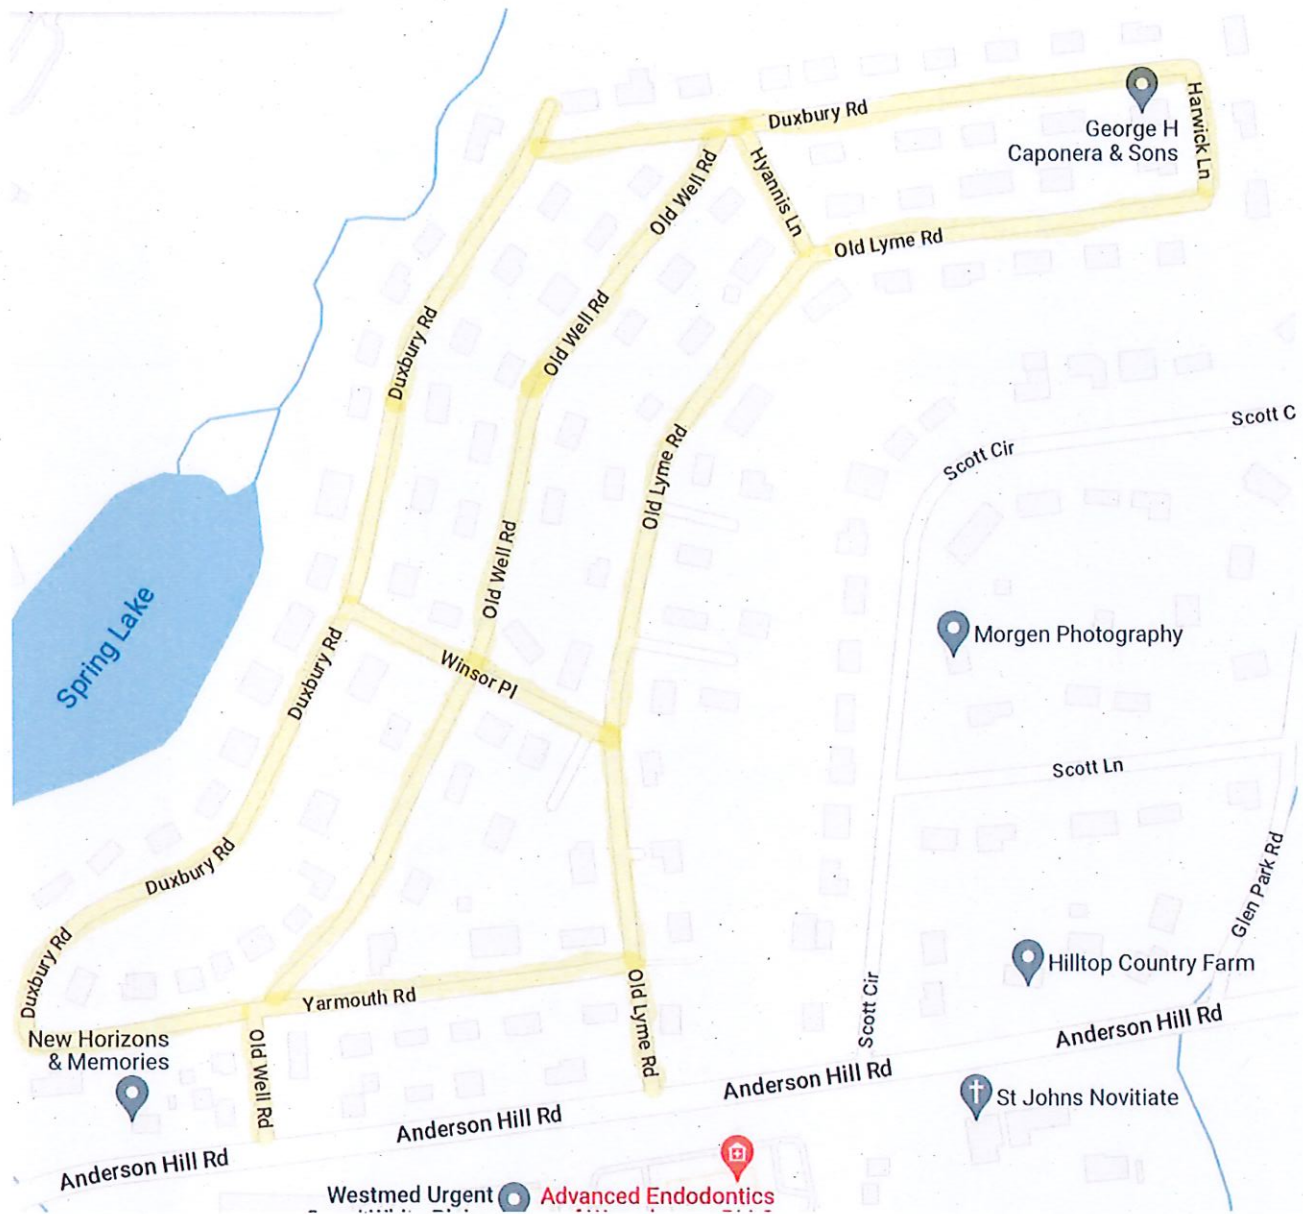 Duxbury Rd
Harwick Ln
George H
Caponera & Sons
Old Well Rd
Hyannis Ln
Old Lyme Rd
Old Well Rd
Duxbury Rd
Scott C
Scott Cir
Old Lyme Rd
Old Well Rd
Spring Lake
Morgen Photography
Duxbury Rd
Winsor Pl
Scott Ln
Duxbury Rd
Glen Park Rd
Duxbury Rd
Hilltop Country Farm
Yarmouth Rd
Old Lyme Rd
Scott Cir
Anderson Hill Rd
New Horizons
& Memories
Old Well Rd
Anderson Hill Rd
St Johns Novitiate
Anderson Hill Rd
Anderson Hill Rd
Westmed Urgent
Advanced Endodontics